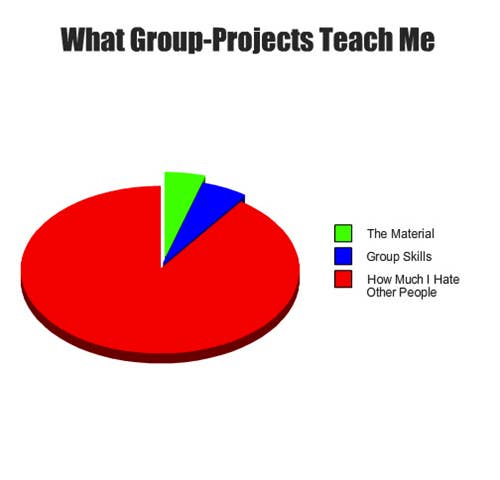 What Group-Projects Teach Me
The Material
Group Skills
How Much I Hate
Other People